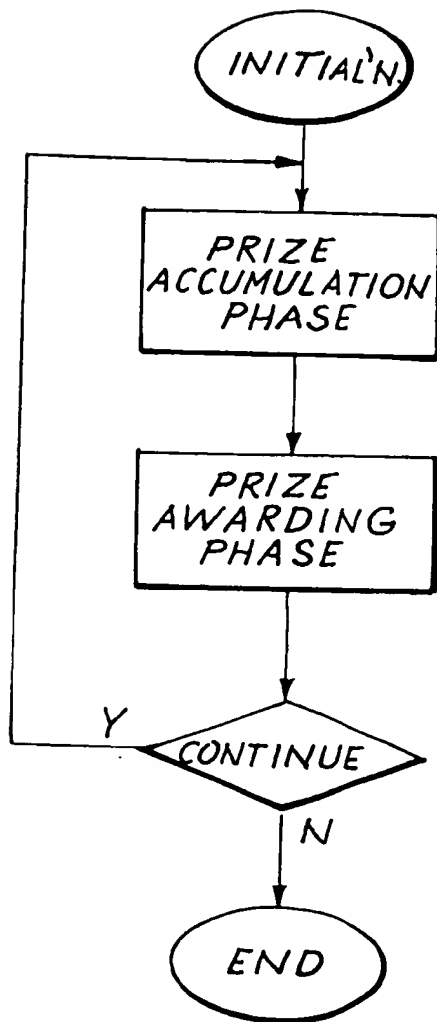 INITIAL'N.
PRIZE
ACCUMULATION
PHASE
PRIZE
AWARDING
PHASE
Y
CONTINUE
N
END